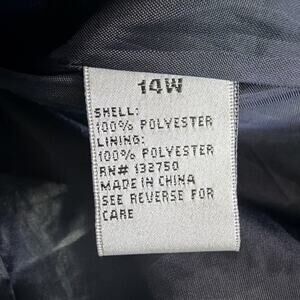 14W
SHELL:
100% POLYESTER
LINING:
100% POLYESTER
RN# 132750
MADE IN CHINA
SEE REVERSE FOR
CARE